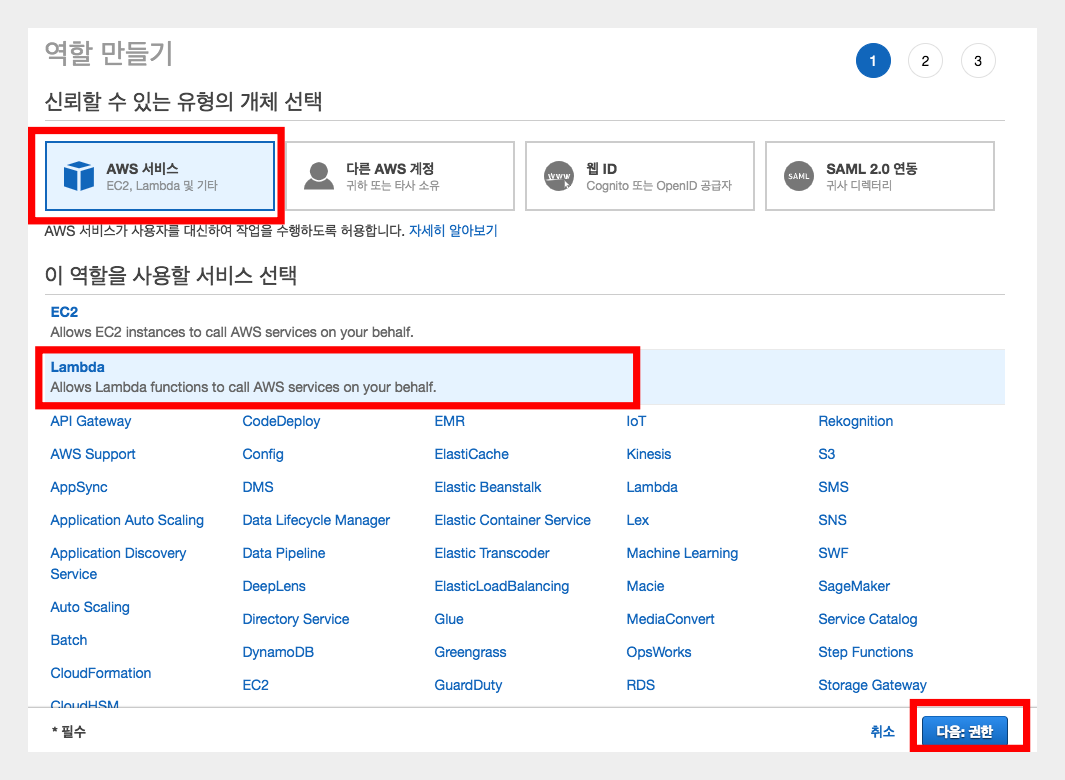 역할 만들기
1 2 3
신뢰할 수 있는 유형의 개체 선택
AWS 서비스
EC2, Lambda 및 기타
다른 AWS 계정
귀하 또는 타사 소유
WWW
웹 ID
Cognito 또는 OpenID 공급자
SAML
SAML 2.0 연동
귀사 디렉터리
AWS 서비스가 사용자를 대신하여 작업을 수행하도록 허용합니다. 자세히 알아보기
이 역할을 사용할 서비스 선택
EC2
Allows EC2 instances to call AWS services on your behalf.
Lambda
Allows Lambda functions to call AWS services on your behalf.
API Gateway
AWS Support
AppSync
Application Auto Scaling
Application Discovery
Service
Auto Scaling
Batch
CloudFormation
CloudHSM
CodeDeploy
Config
DMS
Data Lifecycle Manager
Data Pipeline
DeepLens
Directory Service
DynamoDB
EC2
EMR
ElastiCache
Elastic Beanstalk
Elastic Container Service
Elastic Transcoder
ElasticLoadBalancing
Glue
Greengrass
GuardDuty
IoT
Kinesis
Lambda
Lex
Machine Learning
Macie
MediaConvert
OpsWorks
RDS
Rekognition
S3
SMS
SNS
SWF
SageMaker
Service Catalog
Step Functions
Storage Gateway
* 필수
취소
다음: 권한